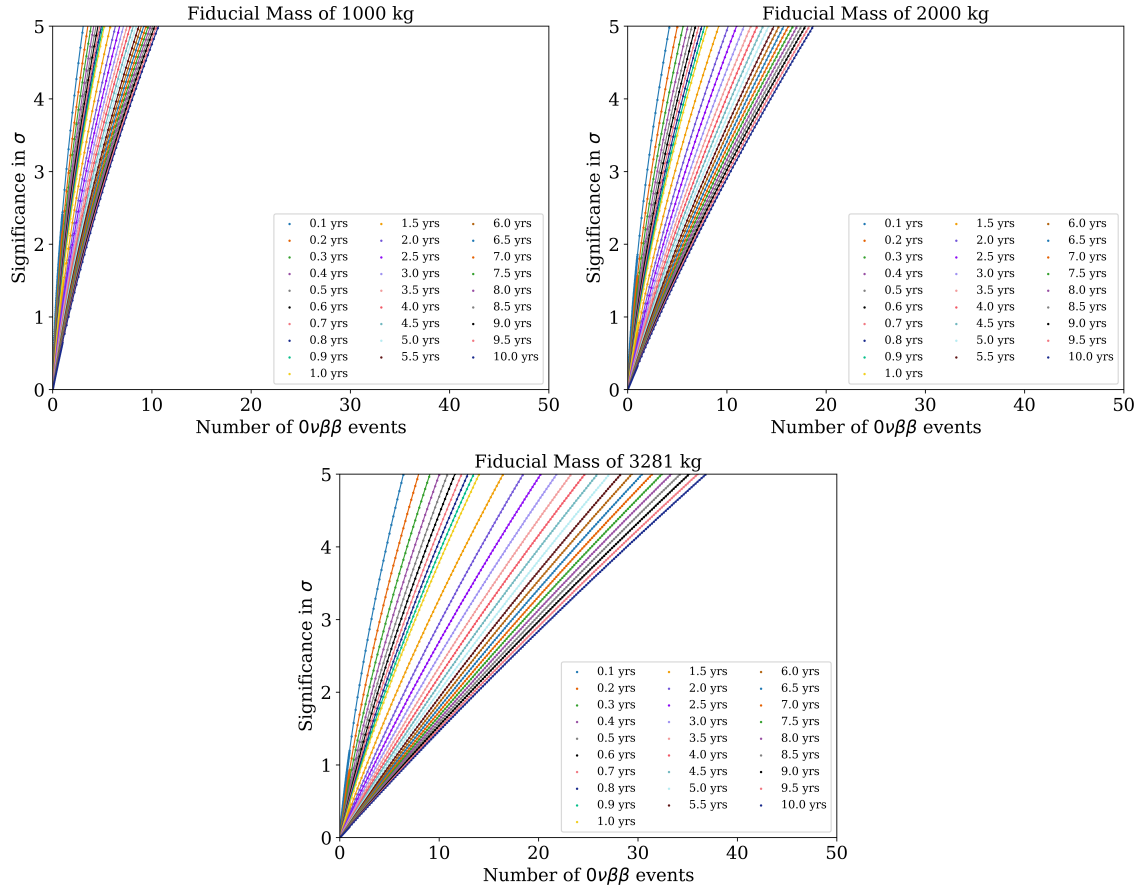 Fiducial Mass of 1000 kg
5
4
3
2
1
0
Significance in σ
0.1 yrs 1.5 yrs 6.0 yrs
0.2 yrs 2.0 yrs 6.5 yrs
0.3 yrs 2.5 yrs 7.0 yrs
0.4 yrs 3.0 yrs 7.5 yrs
0.5 yrs 3.5 yrs 8.0 yrs
0.6 yrs 4.0 yrs 8.5 yrs
0.7 yrs 4.5 yrs 9.0 yrs
0.8 yrs 5.0 yrs 9.5 yrs
0.9 yrs 5.5 yrs 10.0 yrs
1.0 yrs
0 10 20 30 40 50
Number of 0νββ events
Fiducial Mass of 2000 kg
5
4
3
2
1
0
Significance in σ
0.1 yrs 1.5 yrs 6.0 yrs
0.2 yrs 2.0 yrs 6.5 yrs
0.3 yrs 2.5 yrs 7.0 yrs
0.4 yrs 3.0 yrs 7.5 yrs
0.5 yrs 3.5 yrs 8.0 yrs
0.6 yrs 4.0 yrs 8.5 yrs
0.7 yrs 4.5 yrs 9.0 yrs
0.8 yrs 5.0 yrs 9.5 yrs
0.9 yrs 5.5 yrs 10.0 yrs
1.0 yrs
0 10 20 30 40 50
Number of 0νββ events
Fiducial Mass of 3281 kg
5
4
3
2
1
0
Significance in σ
0.1 yrs 1.5 yrs 6.0 yrs
0.2 yrs 2.0 yrs 6.5 yrs
0.3 yrs 2.5 yrs 7.0 yrs
0.4 yrs 3.0 yrs 7.5 yrs
0.5 yrs 3.5 yrs 8.0 yrs
0.6 yrs 4.0 yrs 8.5 yrs
0.7 yrs 4.5 yrs 9.0 yrs
0.8 yrs 5.0 yrs 9.5 yrs
0.9 yrs 5.5 yrs 10.0 yrs
1.0 yrs
0 10 20 30 40 50
Number of 0νββ events